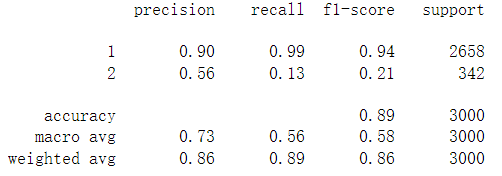 precision recall f1-score support
1 0.90 0.99 0.94 2658
2 0.56 0.13 0.21 342
accuracy 0.89 3000
macro avg 0.73 0.56 0.58 3000
weighted avg 0.86 0.89 0.86 3000